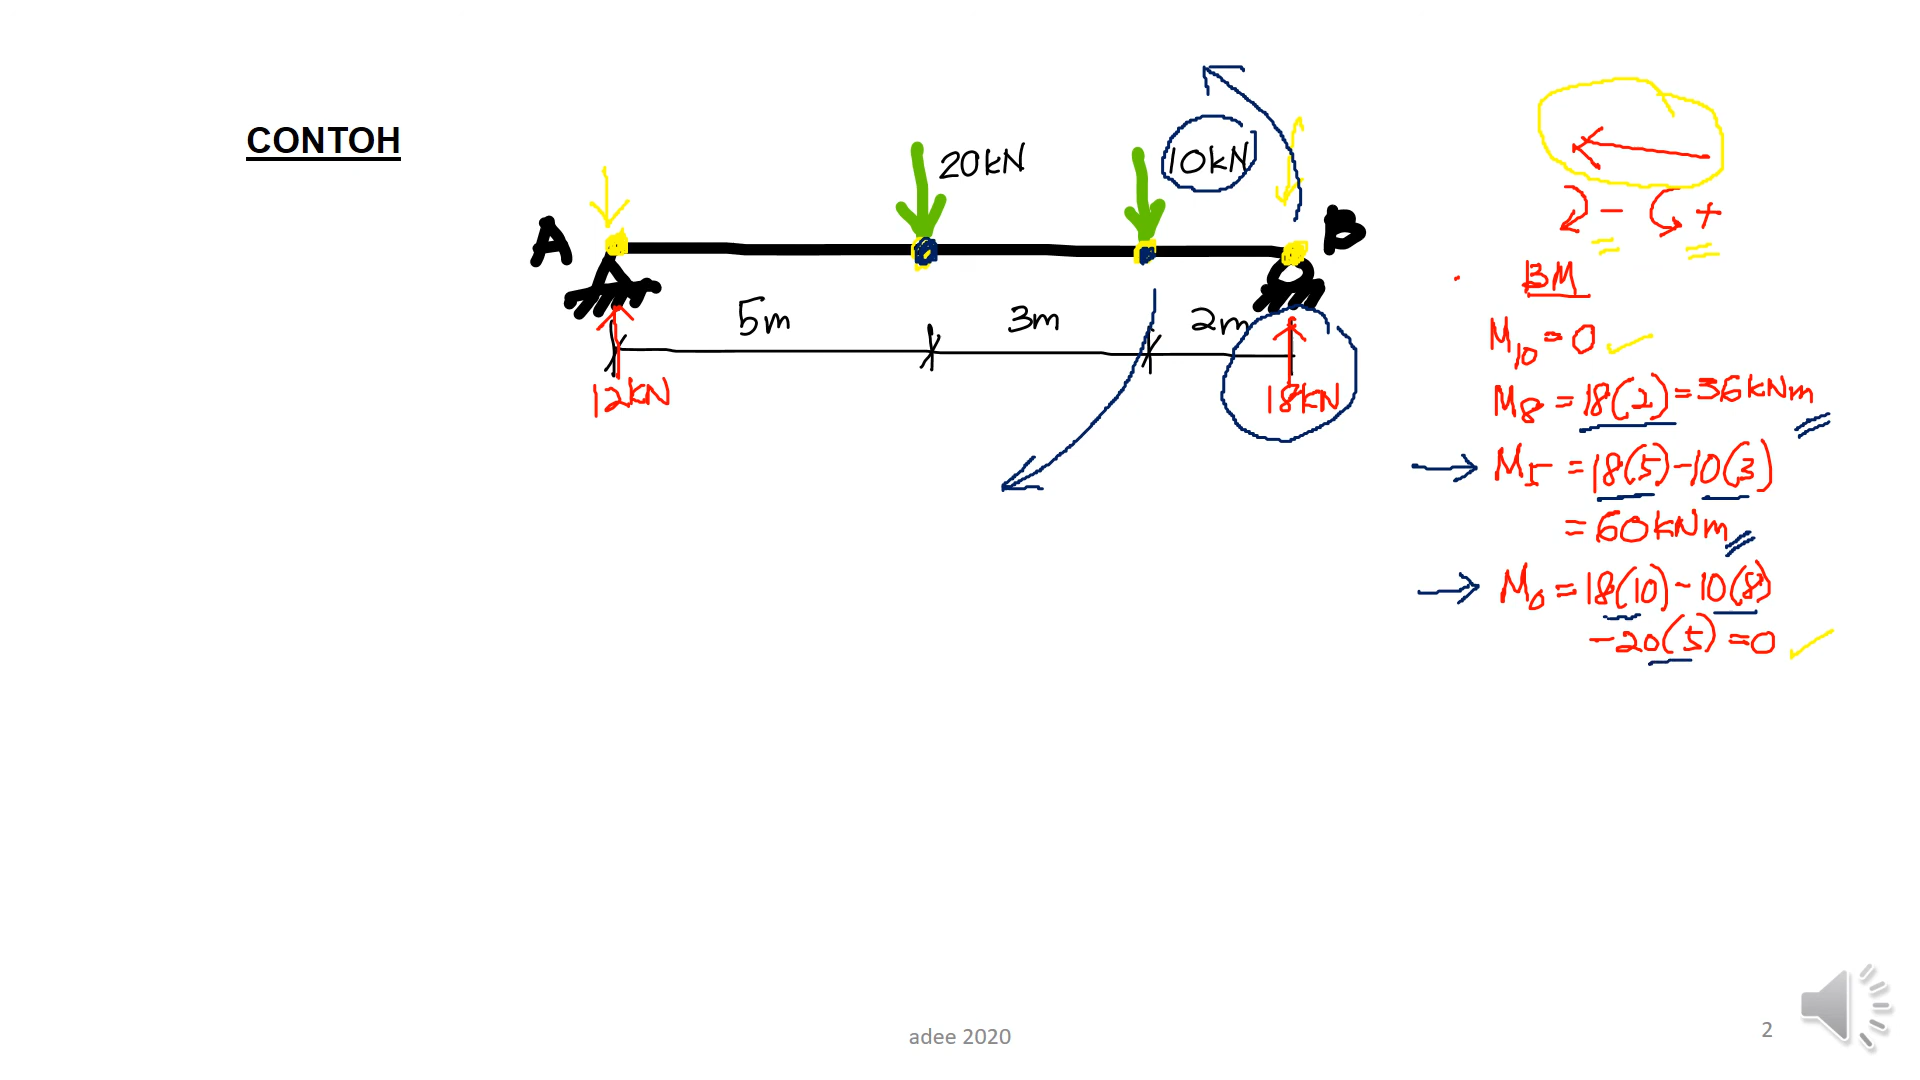 CONTOH
20kN
10kN
A
B
5m
3m
2m
12kN
18kN
- +
BM
M10 = 0
M8 = 18(2) = 36kNm
M5 = 18(5) - 10(3)
= 60kNm
M0 = 18(10) - 10(8)
- 20(5) = 0
adee 2020
2